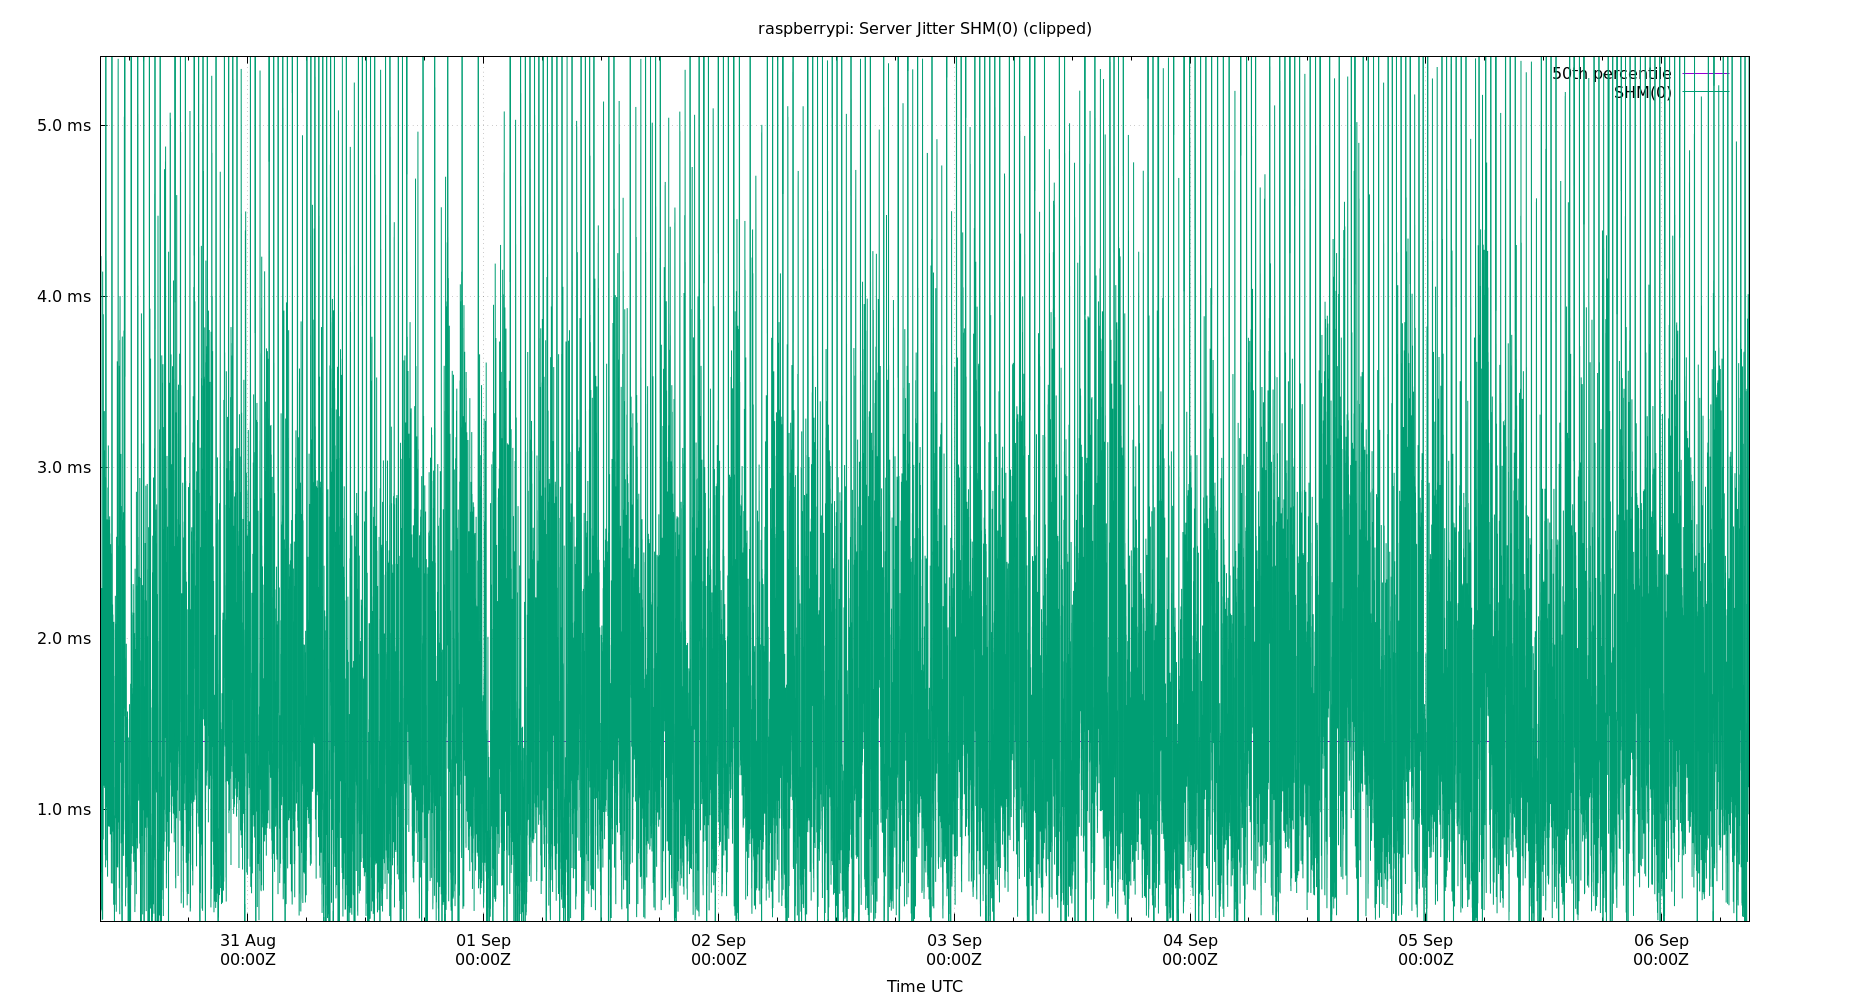 raspberrypi: Server Jitter SHM(0) (clipped)
50th percentile
SHM(0)
5.0 ms
4.0 ms
3.0 ms
2.0 ms
1.0 ms
31 Aug 01 Sep 02 Sep 03 Sep 04 Sep 05 Sep 06 Sep
00:00Z 00:00Z 00:00Z 00:00Z 00:00Z 00:00Z 00:00Z
Time UTC